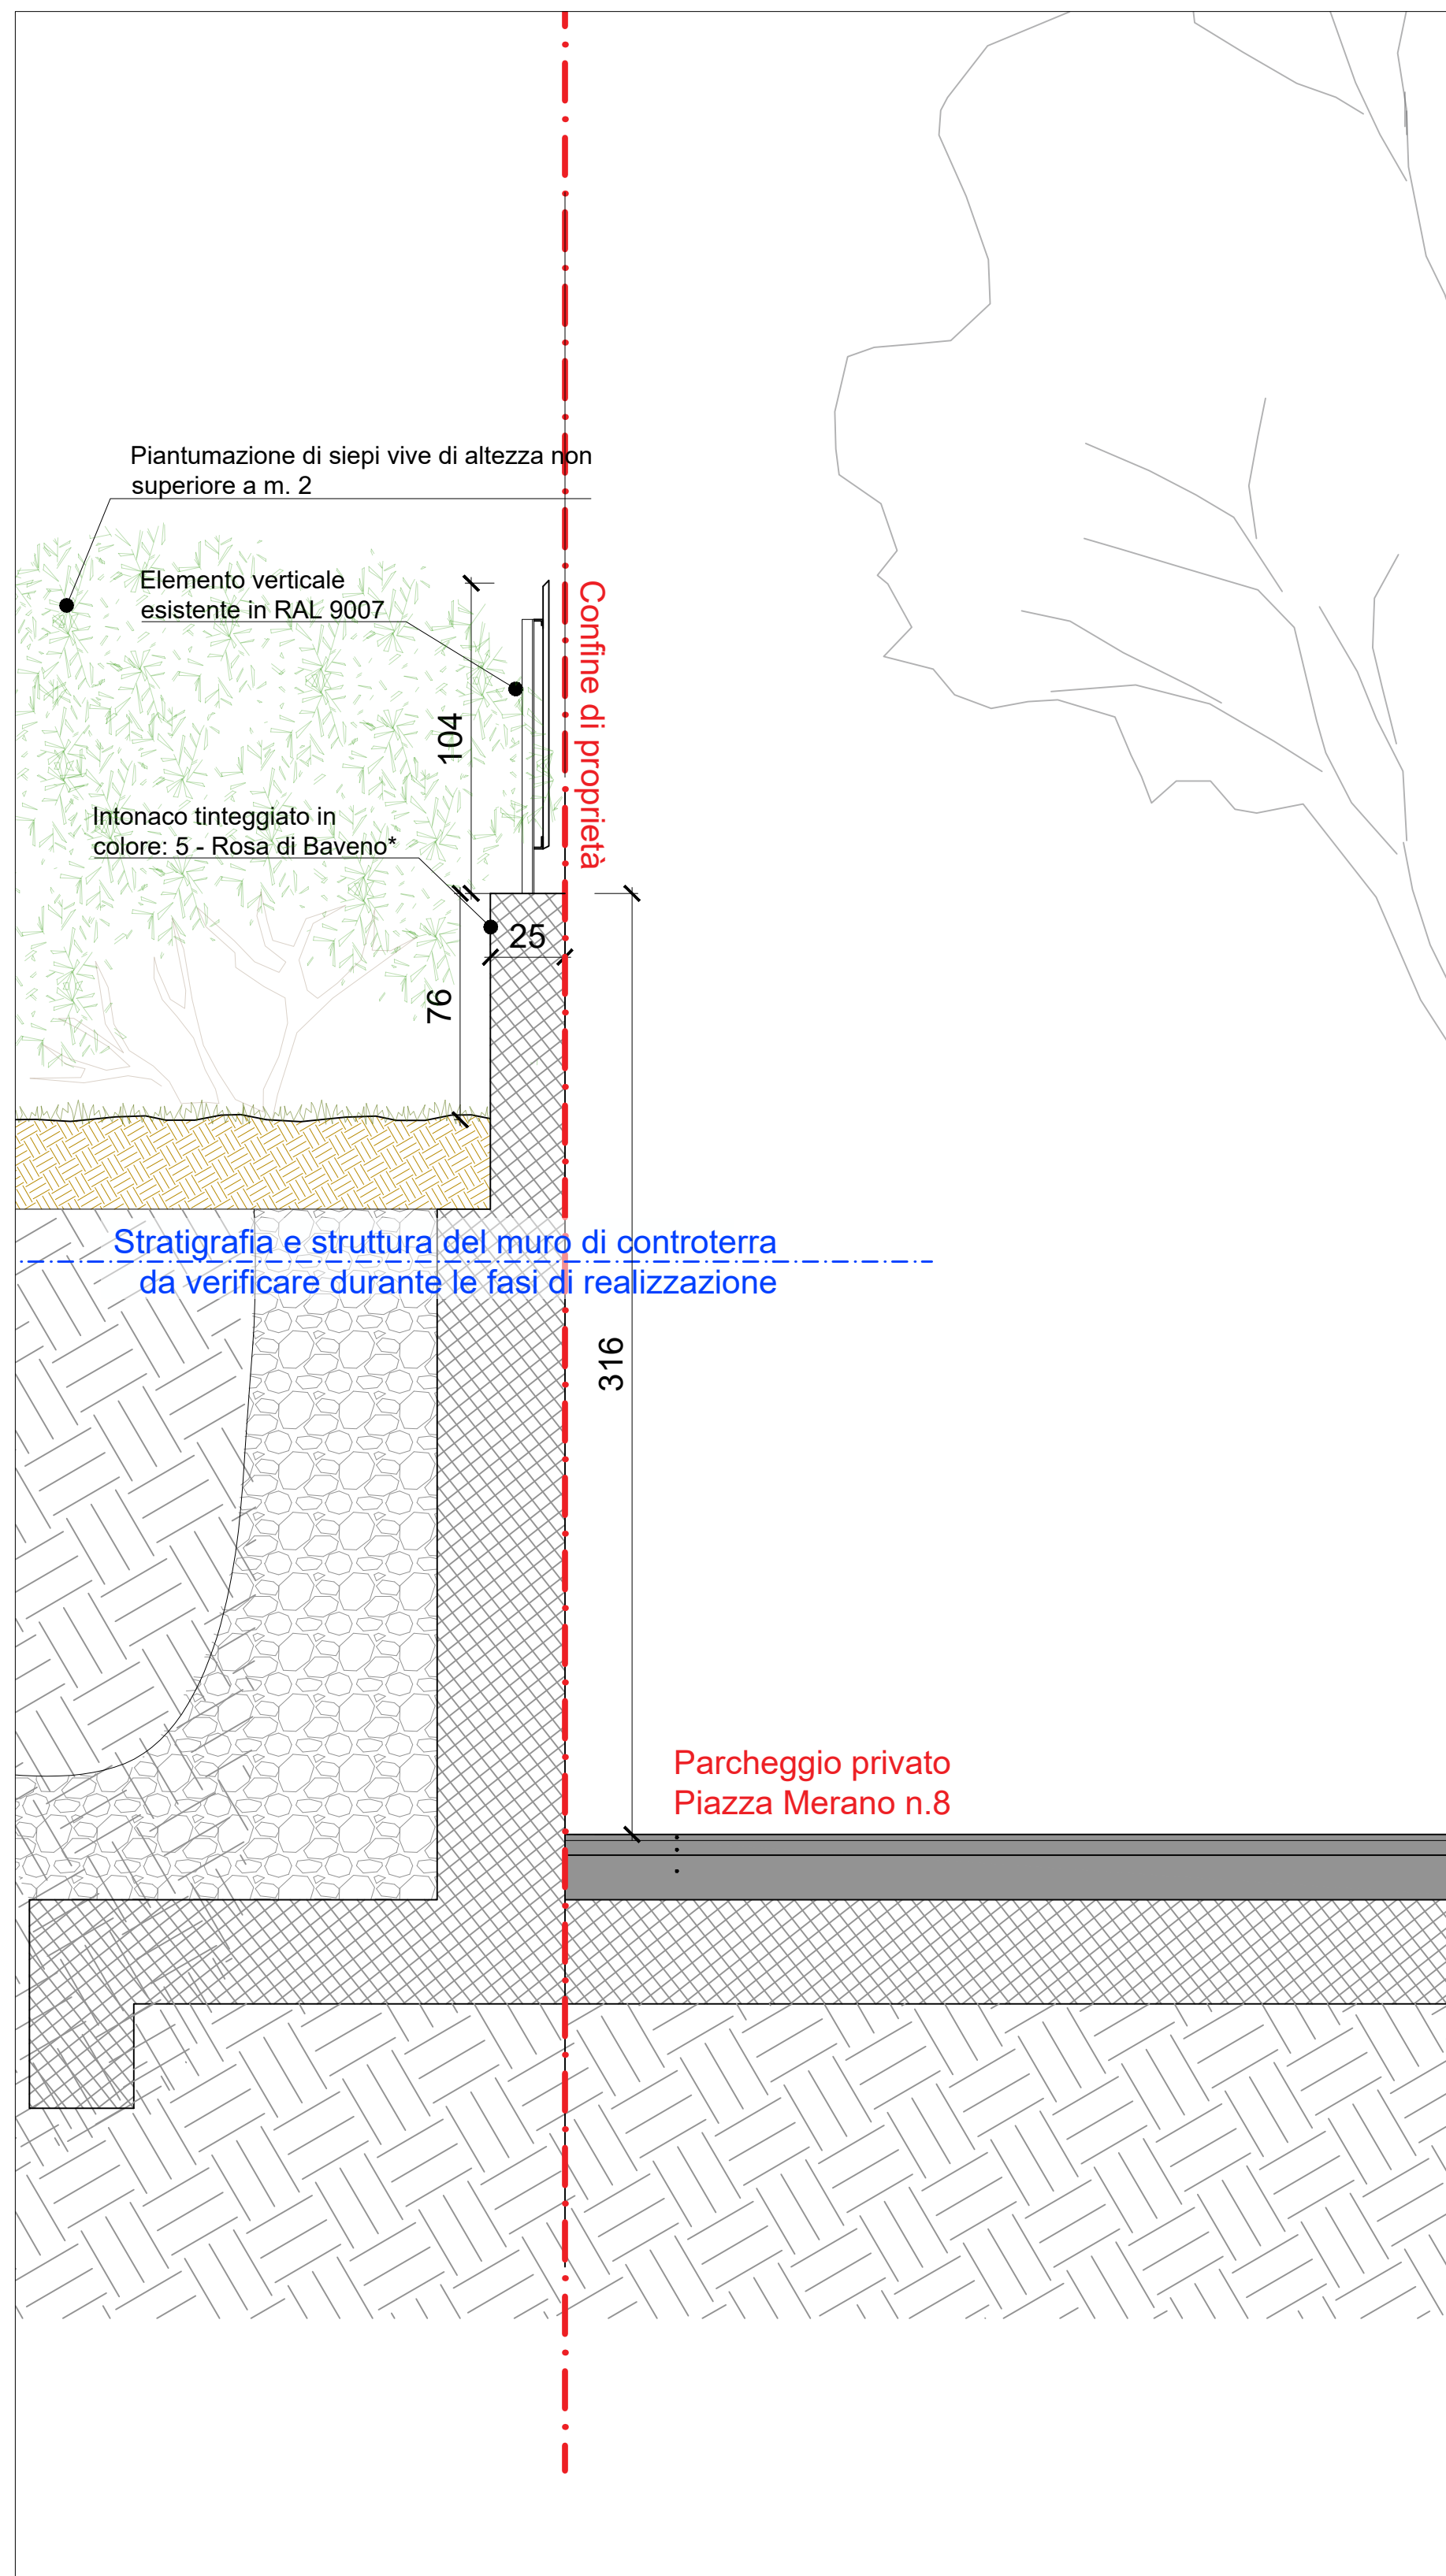 Piantumazione di siepi vive di altezza non
superiore a m. 2
Elemento verticale
esistente in RAL 9007
Confine di proprietà
104
Intonaco tinteggiato in
colore: 5 - Rosa di Baveno*
25
76
Stratigrafia e struttura del muro di controterra
da verificare durante le fasi di realizzazione
316
Parcheggio privato
Piazza Merano n.8